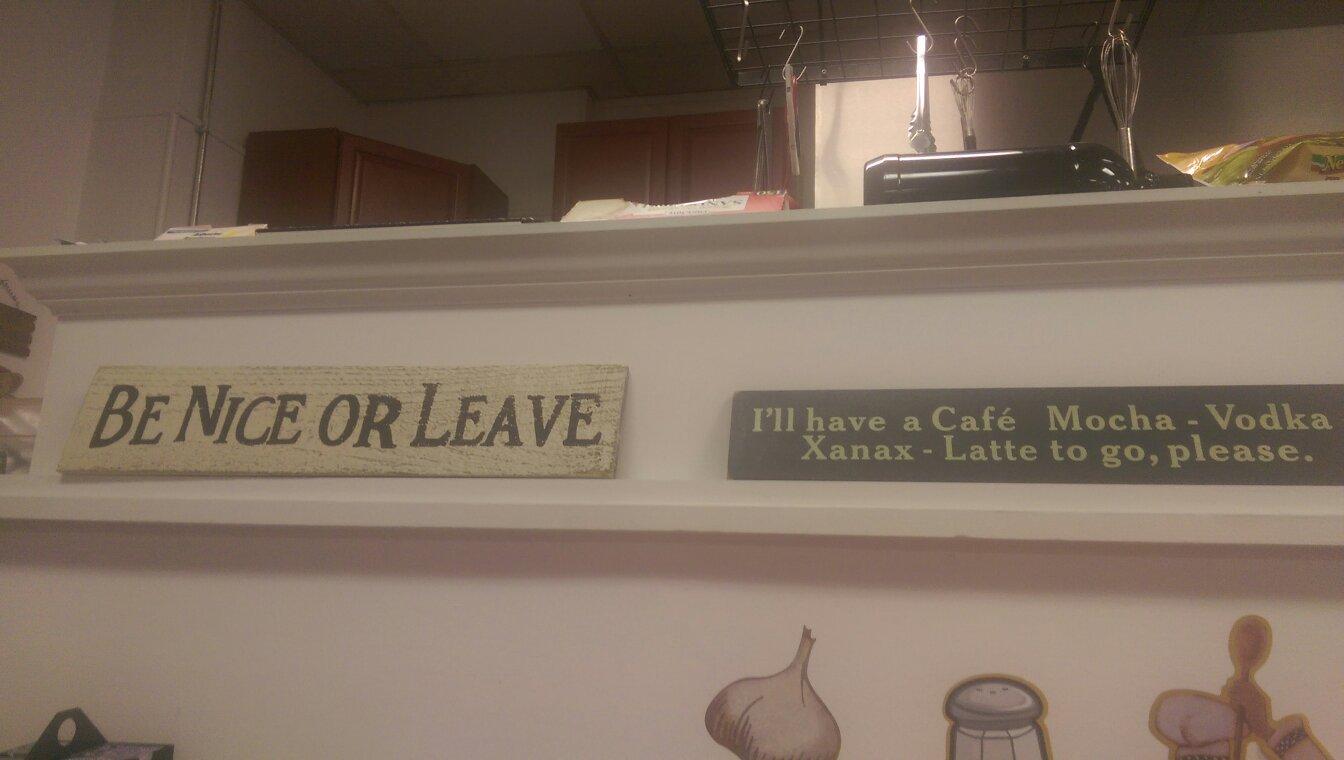 BE NICE OR LEAVE
I'll have a Café Mocha - Vodka
Xanax - Latte to go, please.